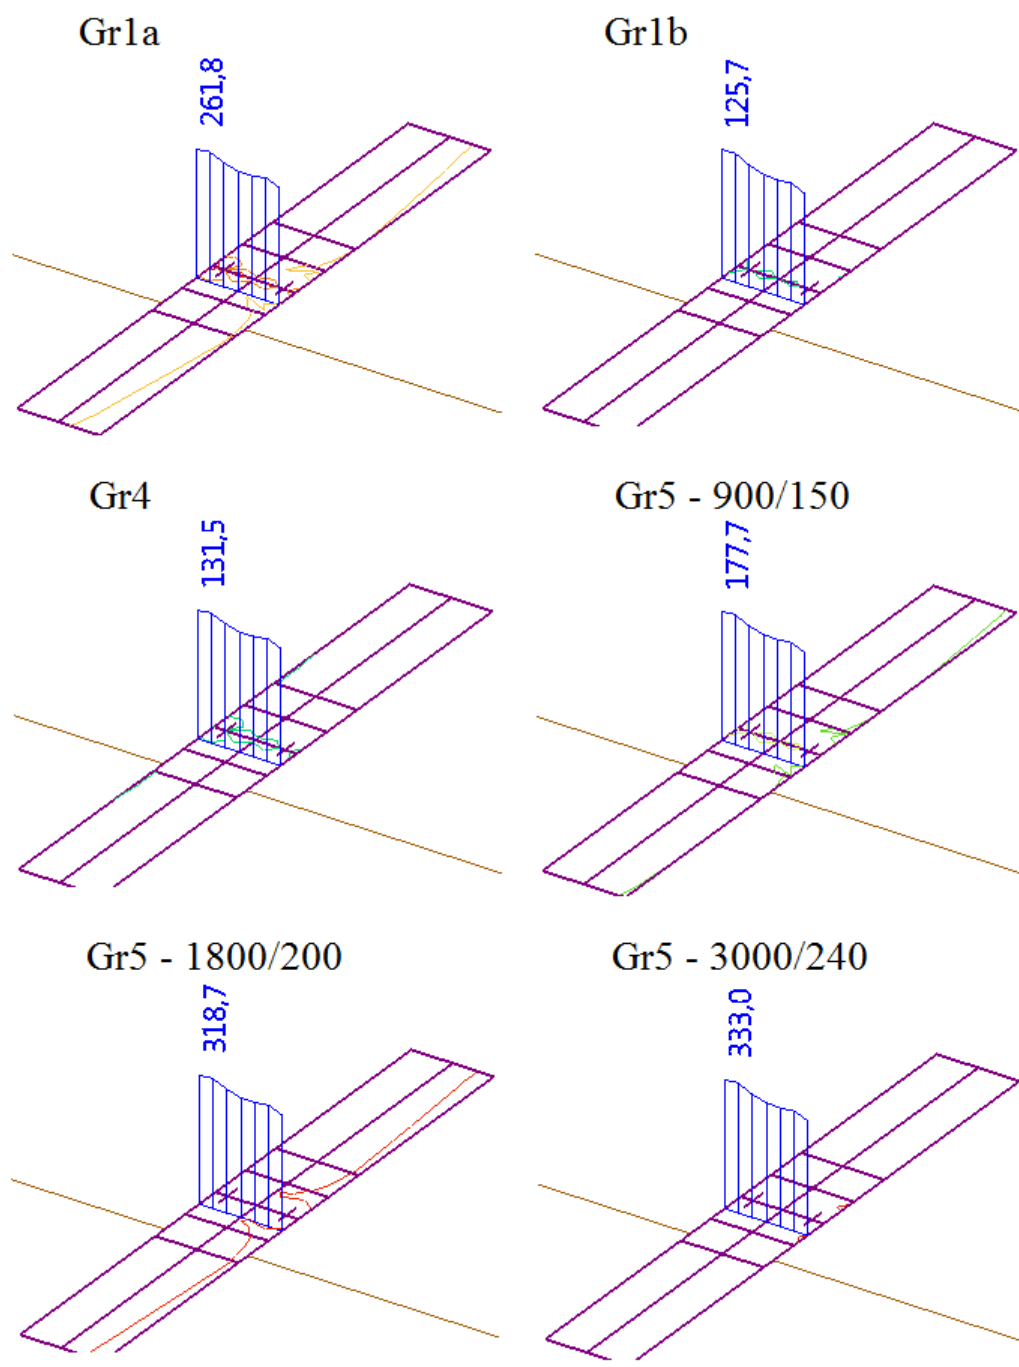 Gr1a
Gr1b
261,8
125,7
Gr4
Gr5 - 900/150
131,5
177,7
Gr5 - 1800/200
Gr5 - 3000/240
318,7
333,0